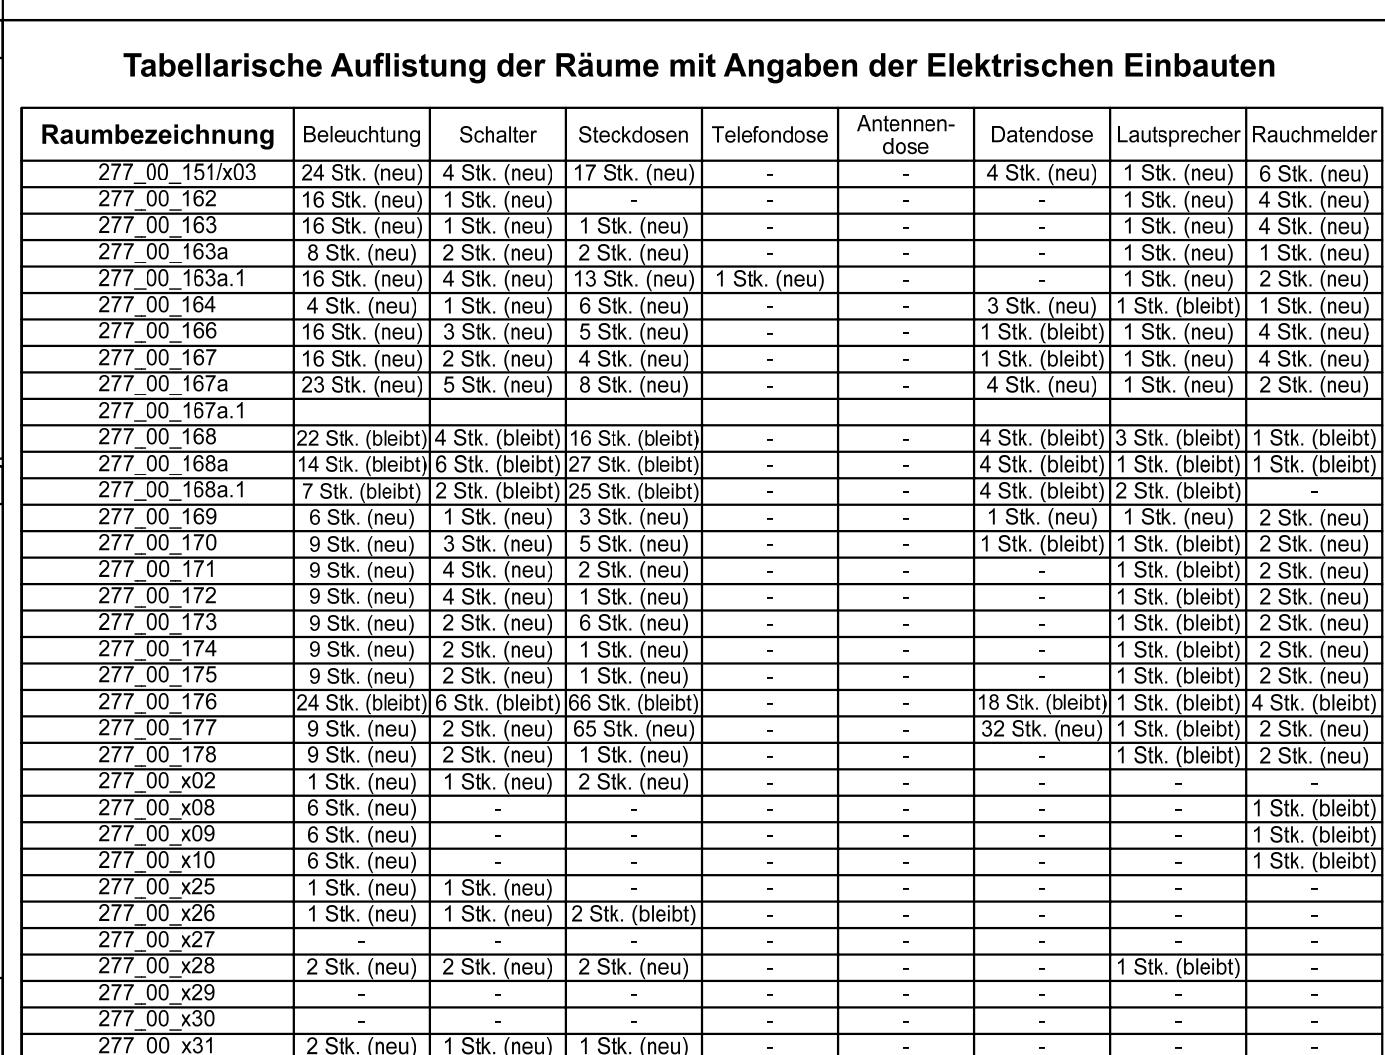 Tabellarische Auflistung der Räume mit Angaben der Elektrischen Einbauten
Raumbezeichnung Beleuchtung Schalter Steckdosen Telefondose Antennen- dose Datendose Lautsprecher Rauchmelder
277_00_151/x03 24 Stk. (neu) 4 Stk. (neu) 17 Stk. (neu) - - 4 Stk. (neu) 1 Stk. (neu) 6 Stk. (neu)
277_00_162 16 Stk. (neu) 1 Stk. (neu) - - - - 1 Stk. (neu) 4 Stk. (neu)
277_00_163 16 Stk. (neu) 1 Stk. (neu) 1 Stk. (neu) - - - 1 Stk. (neu) 4 Stk. (neu)
277_00_163a 8 Stk. (neu) 2 Stk. (neu) 2 Stk. (neu) - - - 1 Stk. (neu) 1 Stk. (neu)
277_00_163a.1 16 Stk. (neu) 4 Stk. (neu) 13 Stk. (neu) 1 Stk. (neu) - - 1 Stk. (neu) 2 Stk. (neu)
277_00_164 4 Stk. (neu) 1 Stk. (neu) 6 Stk. (neu) - - 3 Stk. (neu) 1 Stk. (bleibt) 1 Stk. (neu)
277_00_166 16 Stk. (neu) 3 Stk. (neu) 5 Stk. (neu) - - 1 Stk. (bleibt) 1 Stk. (neu) 4 Stk. (neu)
277_00_167 16 Stk. (neu) 2 Stk. (neu) 4 Stk. (neu) - - 1 Stk. (bleibt) 1 Stk. (neu) 4 Stk. (neu)
277_00_167a 23 Stk. (neu) 5 Stk. (neu) 8 Stk. (neu) - - 4 Stk. (neu) 1 Stk. (neu) 2 Stk. (neu)
277_00_167a.1
277_00_168 22 Stk. (bleibt) 4 Stk. (bleibt) 16 Stk. (bleibt) - - 4 Stk. (bleibt) 3 Stk. (bleibt) 1 Stk. (bleibt)
277_00_168a 14 Stk. (bleibt) 6 Stk. (bleibt) 27 Stk. (bleibt) - - 4 Stk. (bleibt) 1 Stk. (bleibt) 1 Stk. (bleibt)
277_00_168a.1 7 Stk. (bleibt) 2 Stk. (bleibt) 25 Stk. (bleibt) - - 4 Stk. (bleibt) 2 Stk. (bleibt) -
277_00_169 6 Stk. (neu) 1 Stk. (neu) 3 Stk. (neu) - - 1 Stk. (neu) 1 Stk. (neu) 2 Stk. (neu)
277_00_170 9 Stk. (neu) 3 Stk. (neu) 5 Stk. (neu) - - 1 Stk. (bleibt) 1 Stk. (bleibt) 2 Stk. (neu)
277_00_171 9 Stk. (neu) 4 Stk. (neu) 2 Stk. (neu) - - - 1 Stk. (bleibt) 2 Stk. (neu)
277_00_172 9 Stk. (neu) 4 Stk. (neu) 1 Stk. (neu) - - - 1 Stk. (bleibt) 2 Stk. (neu)
277_00_173 9 Stk. (neu) 2 Stk. (neu) 6 Stk. (neu) - - - 1 Stk. (bleibt) 2 Stk. (neu)
277_00_174 9 Stk. (neu) 2 Stk. (neu) 1 Stk. (neu) - - - 1 Stk. (bleibt) 2 Stk. (neu)
277_00_175 9 Stk. (neu) 2 Stk. (neu) 1 Stk. (neu) - - - 1 Stk. (bleibt) 2 Stk. (neu)
277_00_176 24 Stk. (bleibt) 6 Stk. (bleibt) 66 Stk. (bleibt) - - 18 Stk. (bleibt) 1 Stk. (bleibt) 4 Stk. (bleibt)
277_00_177 9 Stk. (neu) 2 Stk. (neu) 65 Stk. (neu) - - 32 Stk. (neu) 1 Stk. (bleibt) 2 Stk. (neu)
277_00_178 9 Stk. (neu) 2 Stk. (neu) 1 Stk. (neu) - - - 1 Stk. (bleibt) 2 Stk. (neu)
277_00_x02 1 Stk. (neu) 1 Stk. (neu) 2 Stk. (neu) - - - - -
277_00_x08 6 Stk. (neu) - - - - - - 1 Stk. (bleibt)
277_00_x09 6 Stk. (neu) - - - - - - 1 Stk. (bleibt)
277_00_x10 6 Stk. (neu) - - - - - - 1 Stk. (bleibt)
277_00_x25 1 Stk. (neu) 1 Stk. (neu) - - - - - -
277_00_x26 1 Stk. (neu) 1 Stk. (neu) 2 Stk. (bleibt) - - - - -
277_00_x27 - - - - - - - -
277_00_x28 2 Stk. (neu) 2 Stk. (neu) 2 Stk. (neu) - - - 1 Stk. (bleibt) -
277_00_x29 - - - - - - - -
277_00_x30 - - - - - - - -
277_00_x31 2 Stk. (neu) 1 Stk. (neu) 1 Stk. (neu) - - - - -